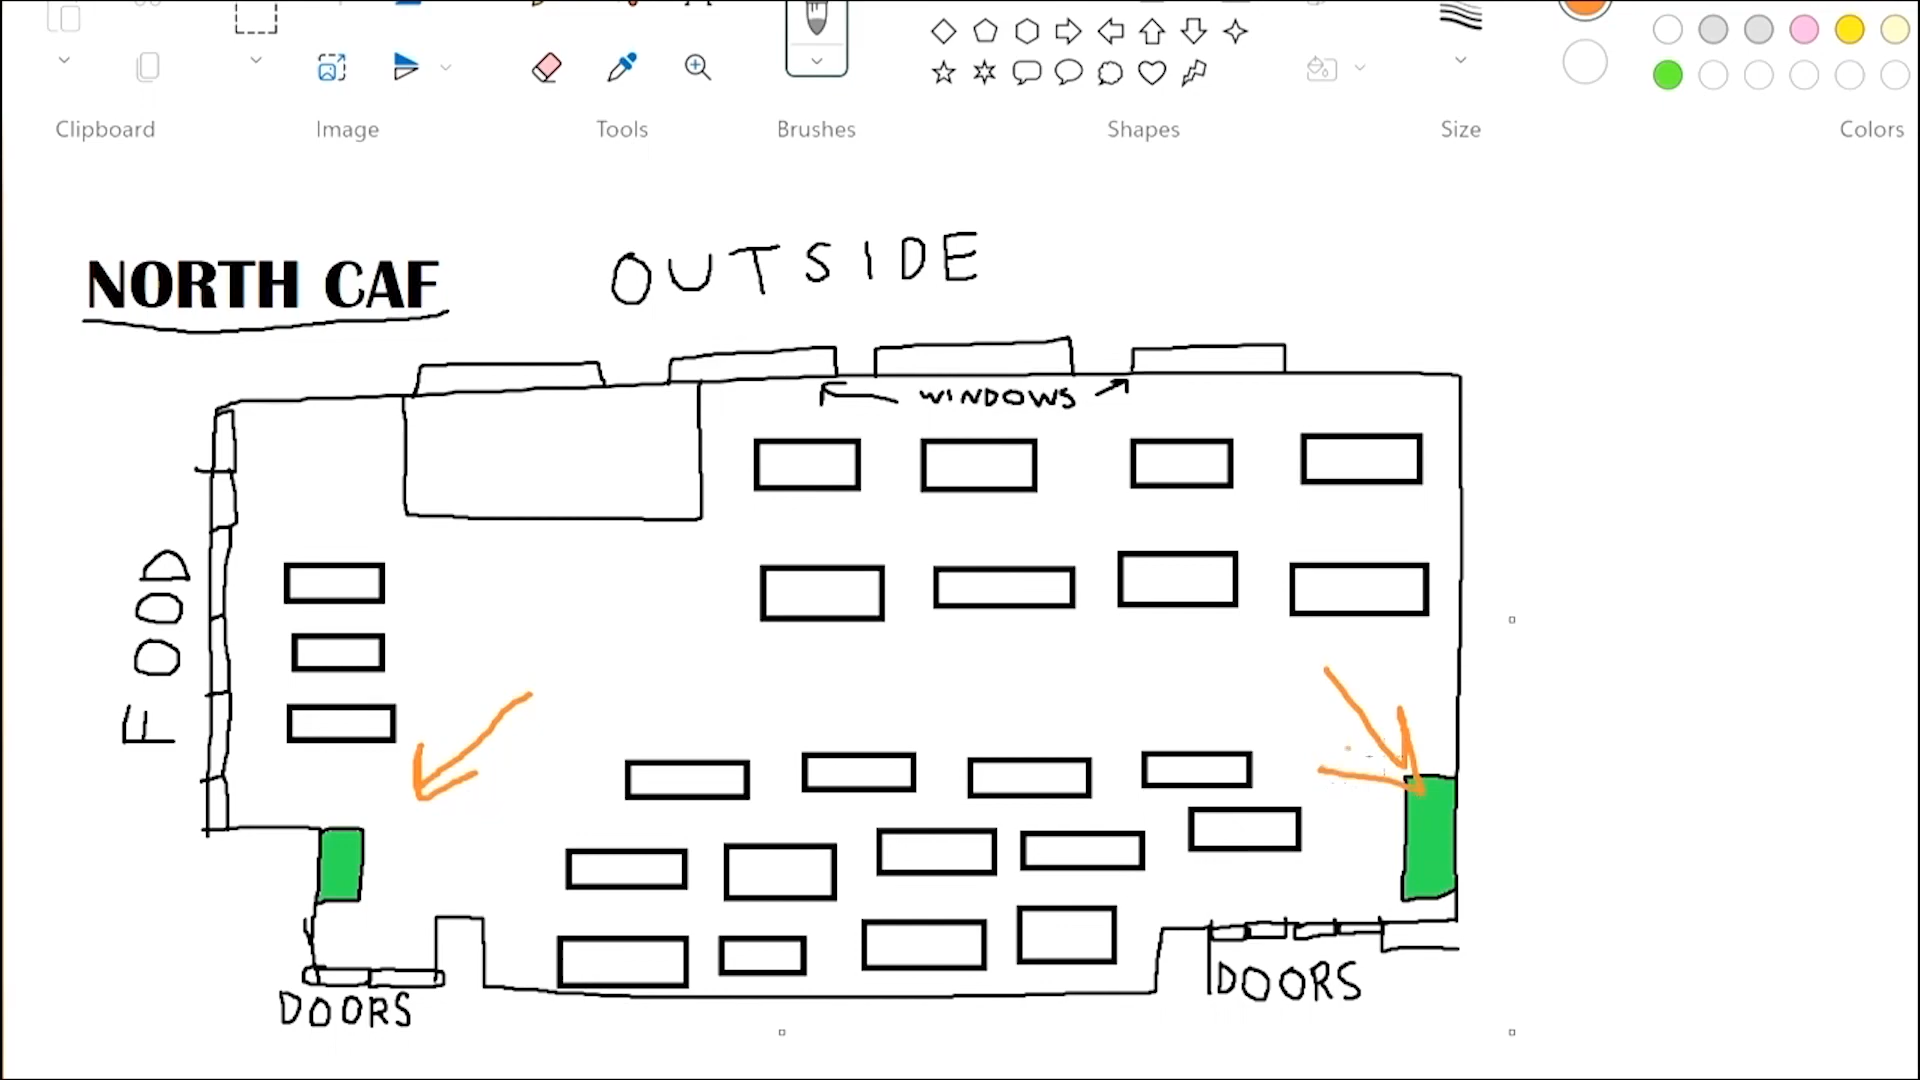 Clipboard
Image
Tools
Brushes
Shapes
Size
Colors
NORTH CAF
OUTSIDE
WINDOWS
FOOD
DOORS
DOORS